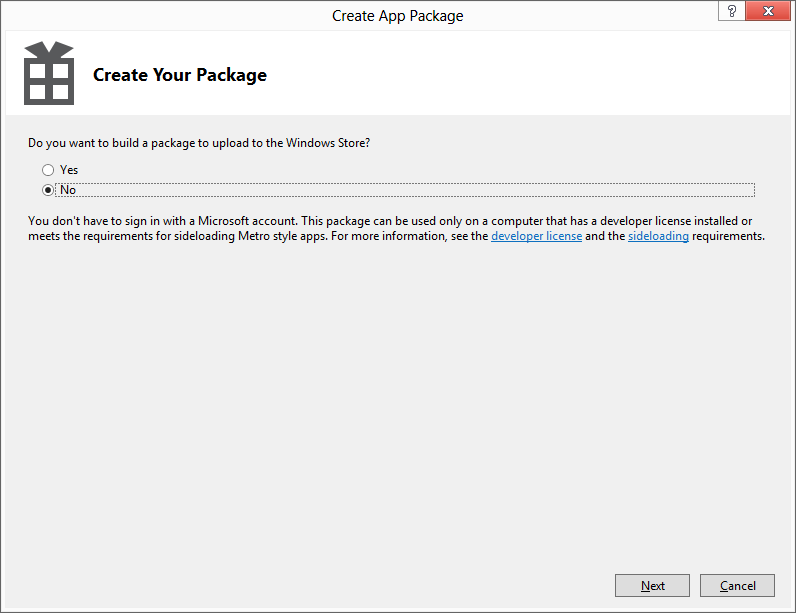 Create App Package
?
Create Your Package
Do you want to build a package to upload to the Windows Store?
Yes
No
You don't have to sign in with a Microsoft account. This package can be used only on a computer that has a developer license installed or
meets the requirements for sideloading Metro style apps. For more information, see the developer license and the sideloading requirements.
Next
Cancel